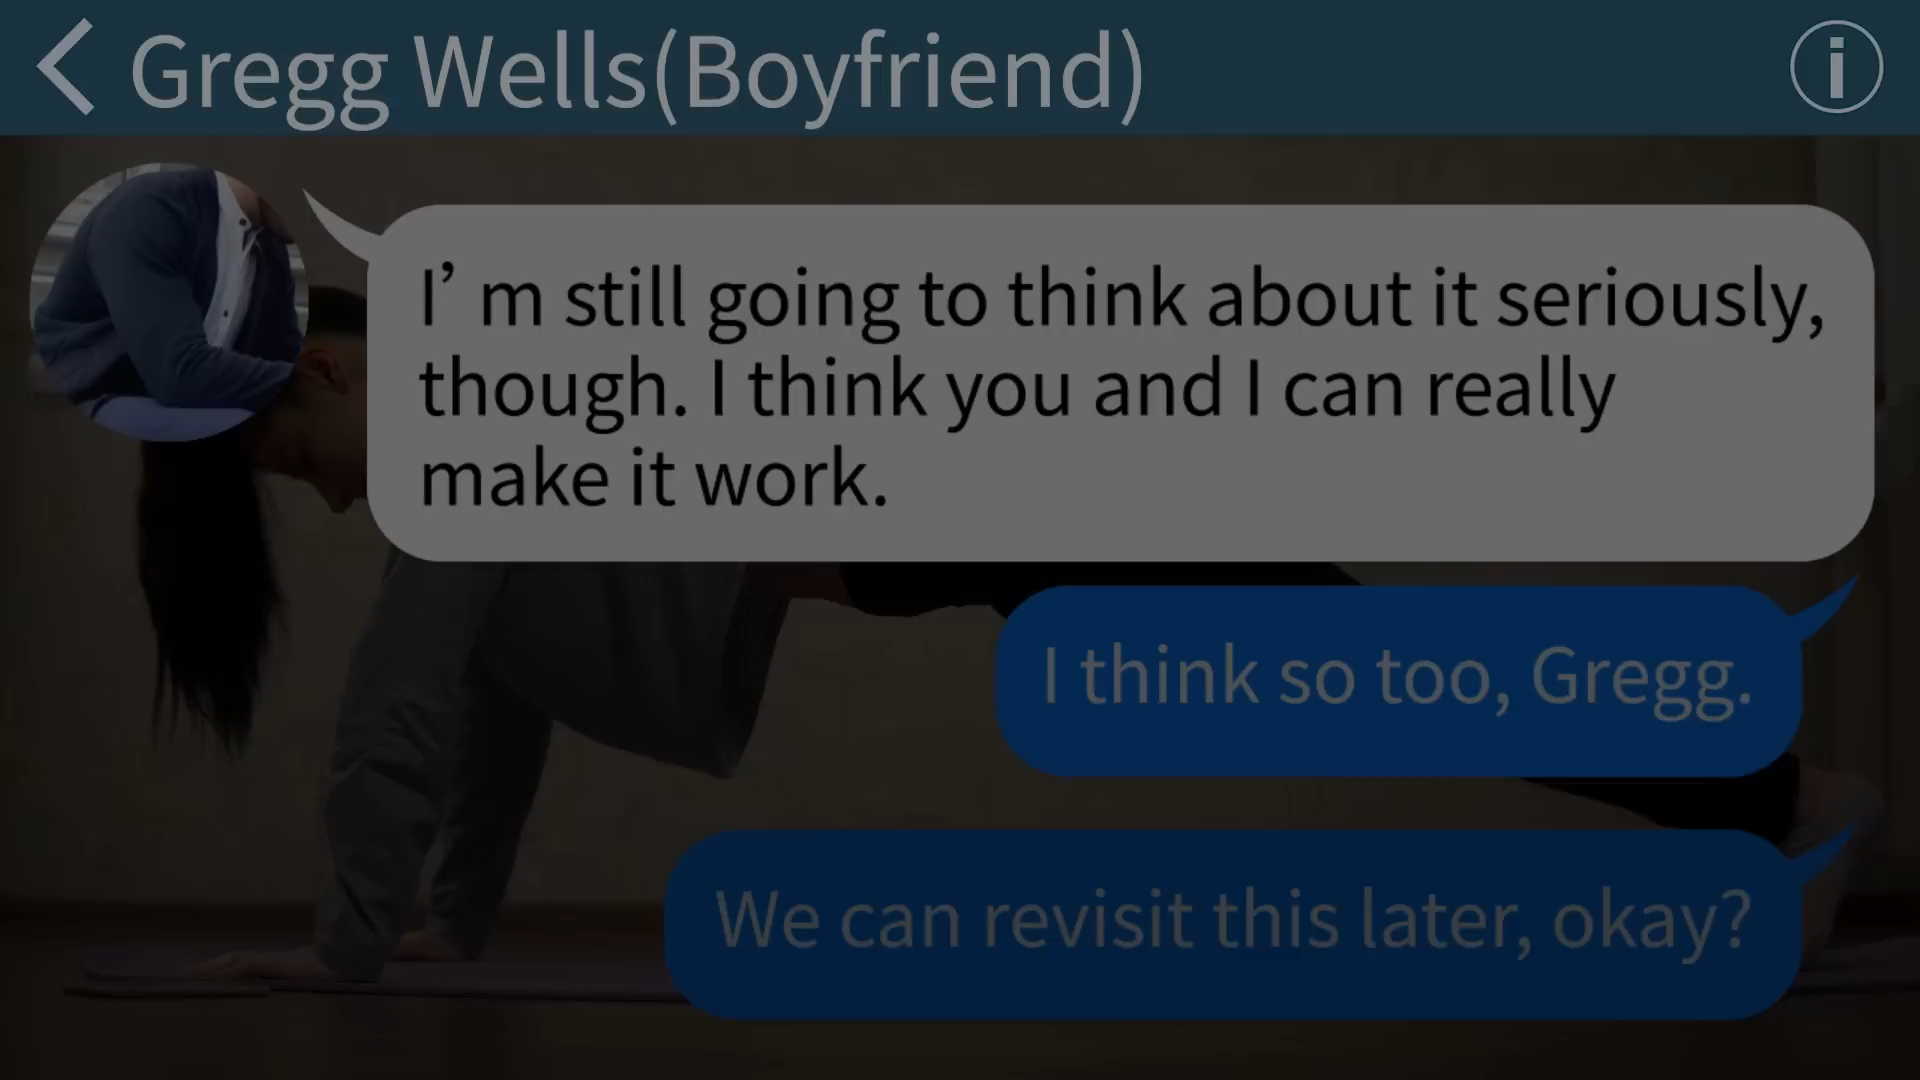 Gregg Wells(Boyfriend)
I’m still going to think about it seriously,
though. I think you and I can really
make it work.
I think so too, Gregg.
We can revisit this later, okay?